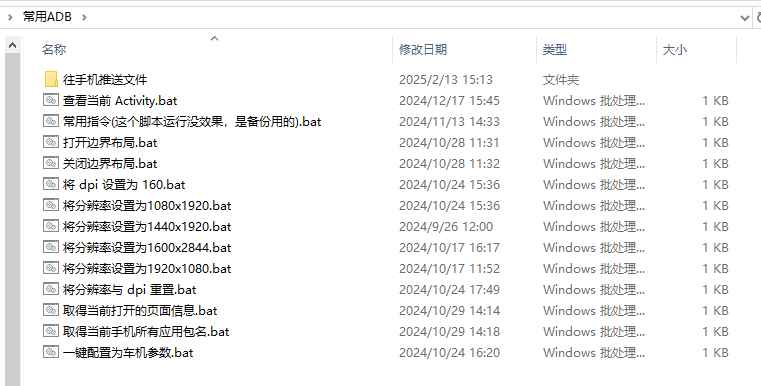 常用ADB
名称 修改日期 类型 大小
往手机推送文件 2025/2/13 15:13 文件夹
查看当前 Activity.bat 2024/12/17 15:45 Windows 批处理... 1 KB
常用指令(这个脚本运行没效果，是备份用的).bat 2024/11/13 14:33 Windows 批处理... 1 KB
打开边界布局.bat 2024/10/28 11:31 Windows 批处理... 1 KB
关闭边界布局.bat 2024/10/28 11:32 Windows 批处理... 1 KB
将 dpi 设置为 160.bat 2024/10/24 15:36 Windows 批处理... 1 KB
将分辨率设置为1080x1920.bat 2024/10/24 15:36 Windows 批处理... 1 KB
将分辨率设置为1440x1920.bat 2024/9/26 12:00 Windows 批处理... 1 KB
将分辨率设置为1600x2844.bat 2024/10/17 16:17 Windows 批处理... 1 KB
将分辨率设置为1920x1080.bat 2024/10/17 11:52 Windows 批处理... 1 KB
将分辨率与 dpi 重置.bat 2024/10/24 17:49 Windows 批处理... 1 KB
取得当前打开的页面信息.bat 2024/10/29 14:14 Windows 批处理... 1 KB
取得当前手机所有应用包名.bat 2024/10/29 14:18 Windows 批处理... 1 KB
一键配置为车机参数.bat 2024/10/24 16:20 Windows 批处理... 1 KB